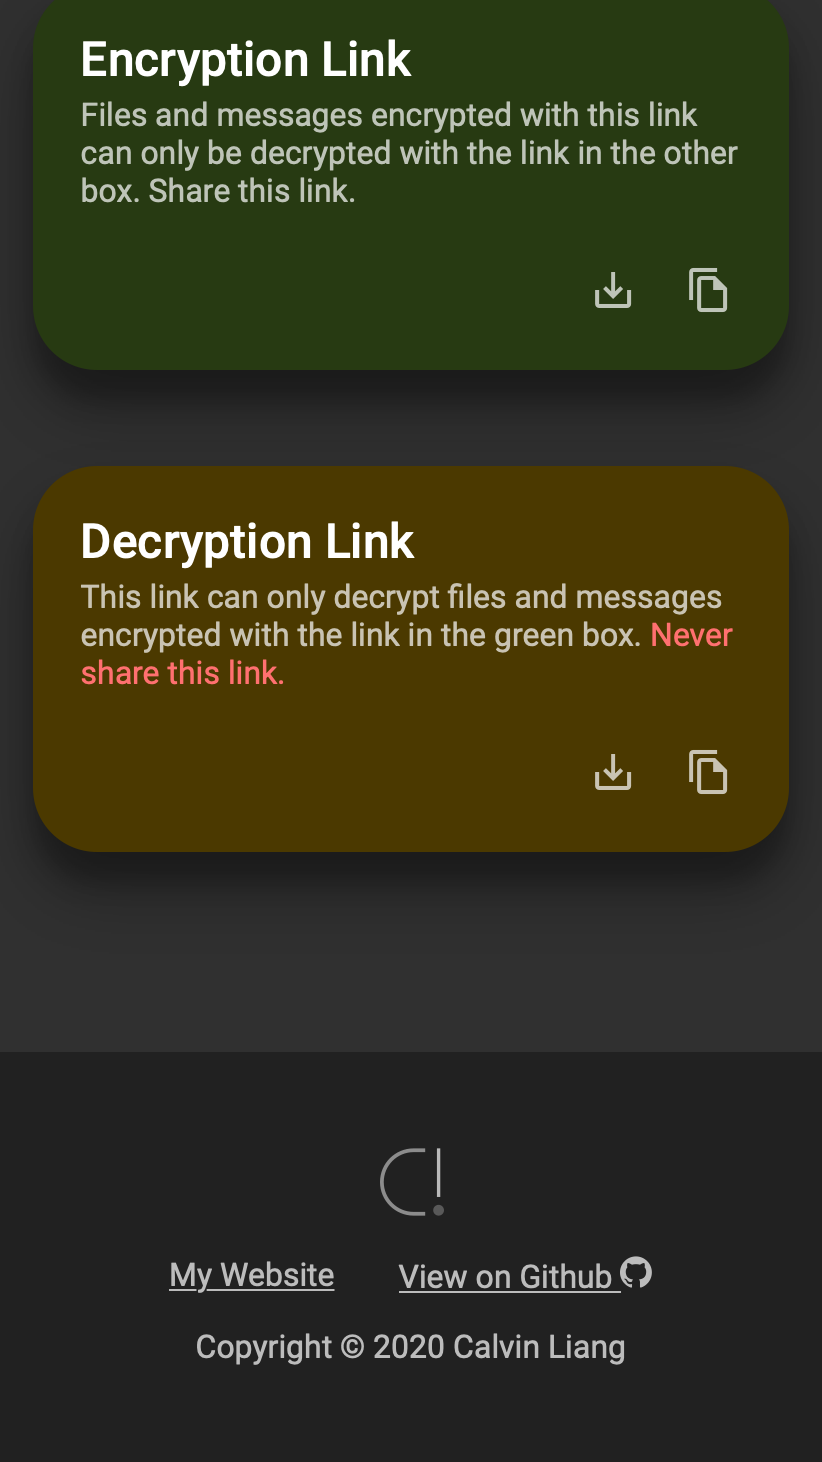 Encryption Link
Files and messages encrypted with this link
can only be decrypted with the link in the other
box. Share this link.
Decryption Link
This link can only decrypt files and messages
encrypted with the link in the green box. Never
share this link.
C!
My Website View on Github
Copyright © 2020 Calvin Liang